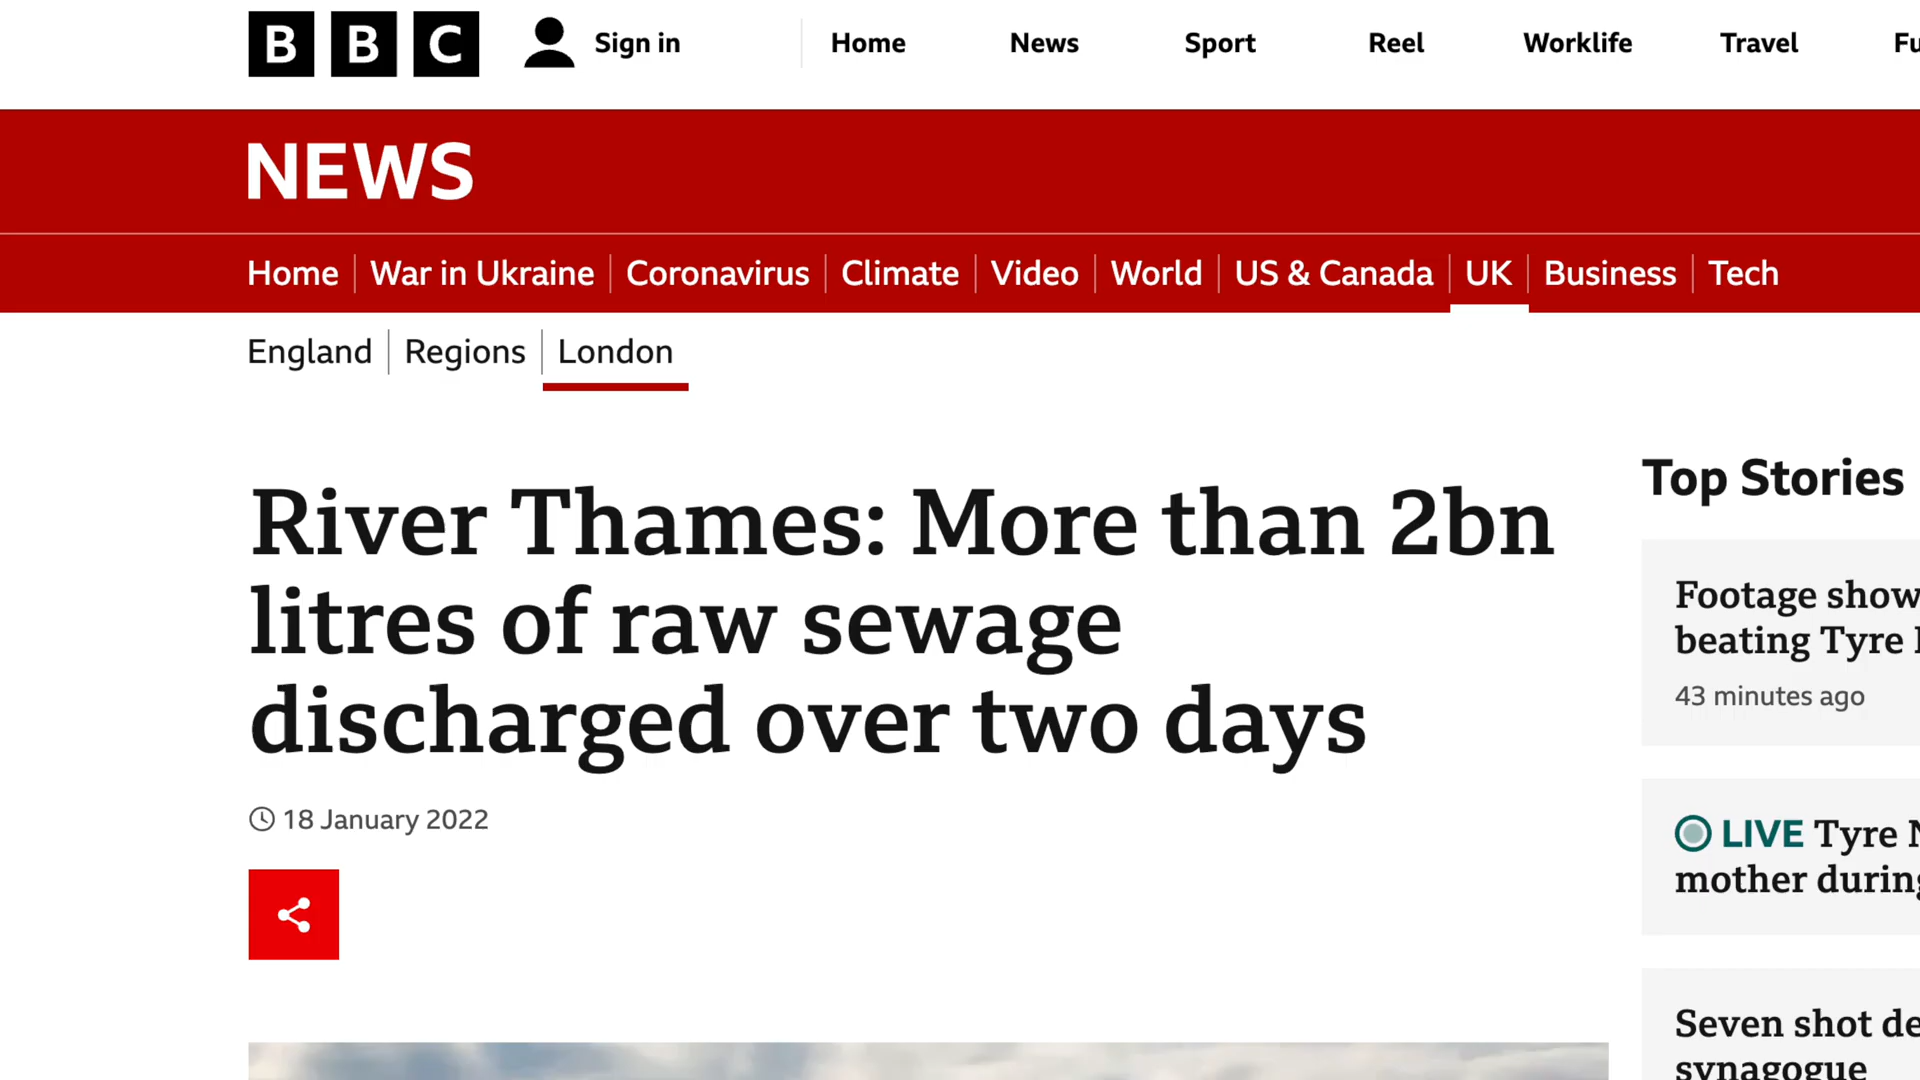 BBC
Sign in
Home
News
Sport
Reel
Worklife
Travel
NEWS
Home
War in Ukraine
Coronavirus
Climate
Video
World
US & Canada
UK
Business
Tech
England
Regions
London
River Thames: More than 2bn
litres of raw sewage
discharged over two days
18 January 2022
Top Stories
Footage show
beating Tyre
43 minutes ago
LIVE Tyre
mother during
Seven shot
synagogue